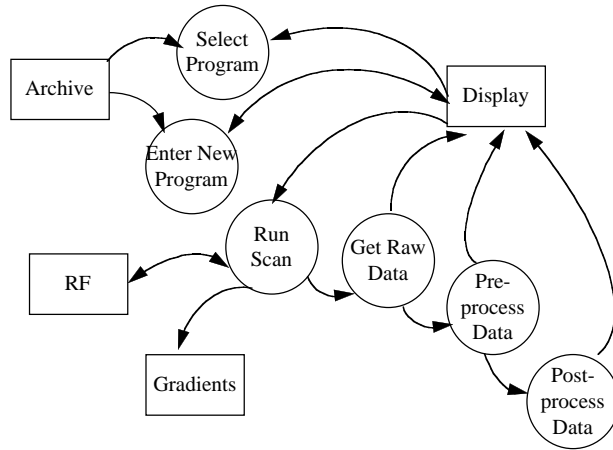 Select
Program
Archive
Display
Enter New
Program
Run
Scan
Get Raw
Data
RF
Pre-
process
Data
Gradients
Post-
process
Data